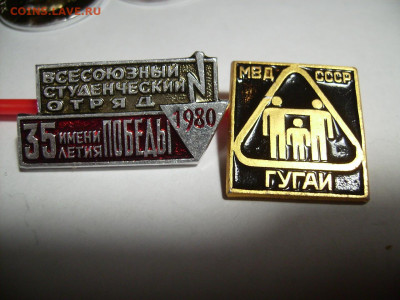 COINS.LAVE.RU
ВСЕСОЮЗНЫЙ
СТУДЕНЧЕСКИЙ
ОТРЯД
35 ИМЕНИ
ЛЕТИЯ ПОБЕДЫ
1980
МВД СССР
ГУГАИ